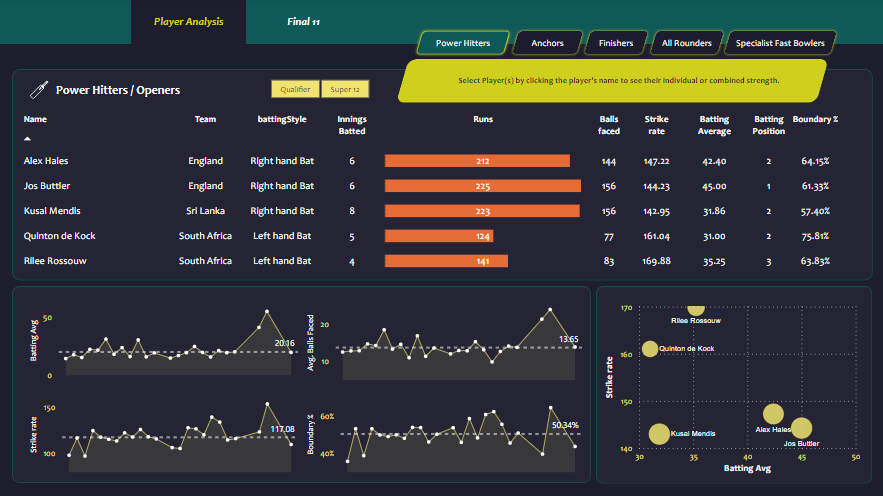 Player Analysis
Final 11
Power Hitters
Anchors
Finishers
All Rounders
Specialist Fast Bowlers
Select Player(s) by clicking the player's name to see their individual or combined strength.
Power Hitters / Openers
Qualifier
Super 12
Name Team battingStyle Innings Batted Runs Balls faced Strike rate Batting Average Batting Position Boundary %
Alex Hales England Right hand Bat 6 212 144 147.22 42.40 2 64.15%
Jos Buttler England Right hand Bat 6 225 156 144.23 45.00 1 61.33%
Kusal Mendis Sri Lanka Right hand Bat 8 223 156 142.95 31.86 2 57.40%
Quinton de Kock South Africa Left hand Bat 5 124 77 161.04 31.00 2 75.81%
Rilee Rossouw South Africa Left hand Bat 4 141 83 169.88 35.25 3 63.83%
Batting Avg
50
0
20.16
Avg. Balls Faced
20
10
13.65
Strike rate
150
100
117.08
Boundary %
60%
40%
50.34%
Strike rate
170
160
150
140
Rilee Rossouw
Quinton de Kock
Kusal Mendis
Alex Hales
Jos Buttler
30 35 40 45 50
Batting Avg